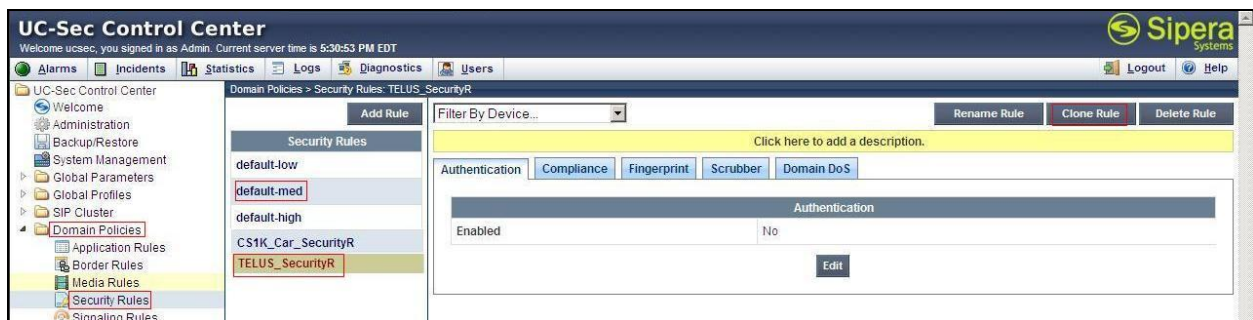 UC-Sec Control Center
Welcome ucsec, you signed in as Admin. Current server time is 5:30:53 PM EDT
Sipera
Systems
Alarms Incidents Statistics Logs Diagnostics Users Logout Help
UC-Sec Control Center
Welcome
Administration
Backup/Restore
System Management
Global Parameters
Global Profiles
SIP Cluster
Domain Policies
Application Rules
Border Rules
Media Rules
Security Rules
Signaling Rules
Domain Policies > Security Rules: TELUS_SecurityR
Add Rule
Security Rules
default-low
default-med
default-high
CS1K_Car_SecurityR
TELUS_SecurityR
Filter By Device...
Rename Rule Clone Rule Delete Rule
Click here to add a description.
Authentication Compliance Fingerprint Scrubber Domain DoS
Authentication
Enabled No
Edit